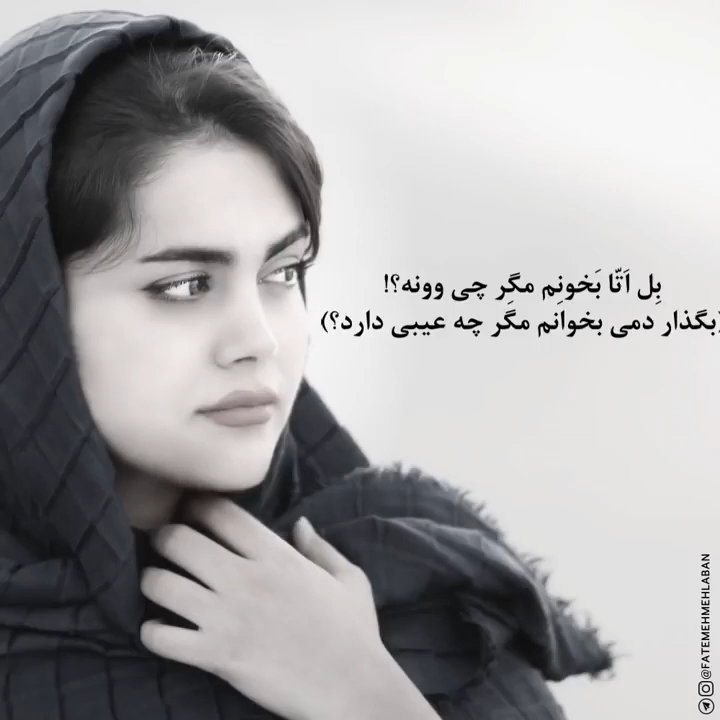 بِل اَتّا بَخونِم مگِر چی وونه؟!
(بگذار دمی بخوانم مگر چه عیبی دارد؟)
@FATEMEHMEHLABAN